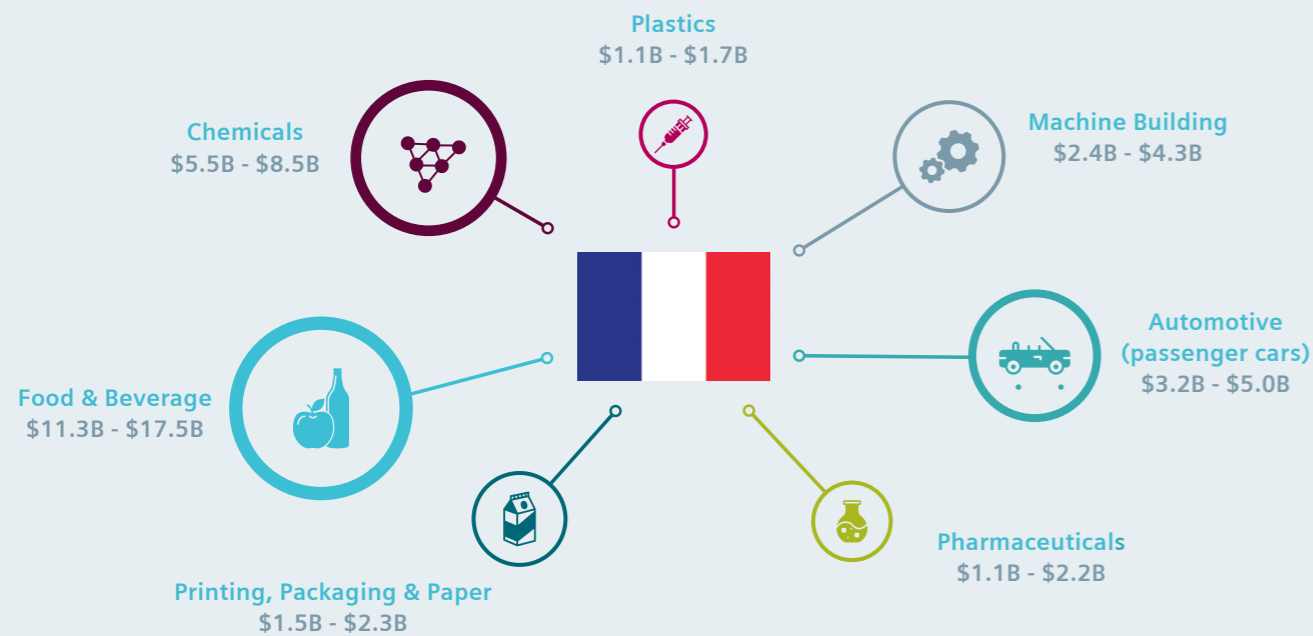 Plastics
$1.1B - $1.7B
Chemicals
$5.5B - $8.5B
Machine Building
$2.4B - $4.3B
Automotive
(passenger cars)
$3.2B - $5.0B
Food & Beverage
$11.3B - $17.5B
Pharmaceuticals
$1.1B - $2.2B
Printing, Packaging & Paper
$1.5B - $2.3B